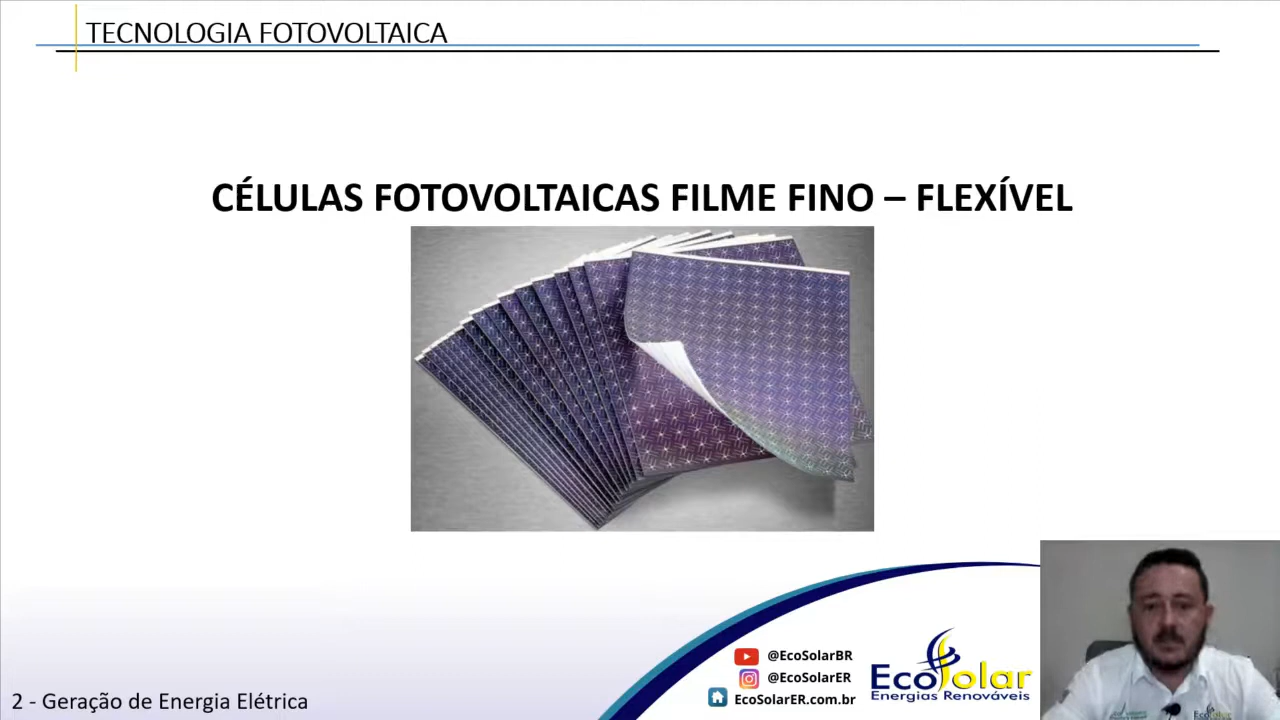 TECNOLOGIA FOTOVOLTAICA
CÉLULAS FOTOVOLTAICAS FILME FINO – FLEXÍVEL
@EcoSolarBR
@EcoSolarER
EcoSolarER.com.br
EcoSolar
Energias Renováveis
2 - Geração de Energia Elétrica
EcoSolar